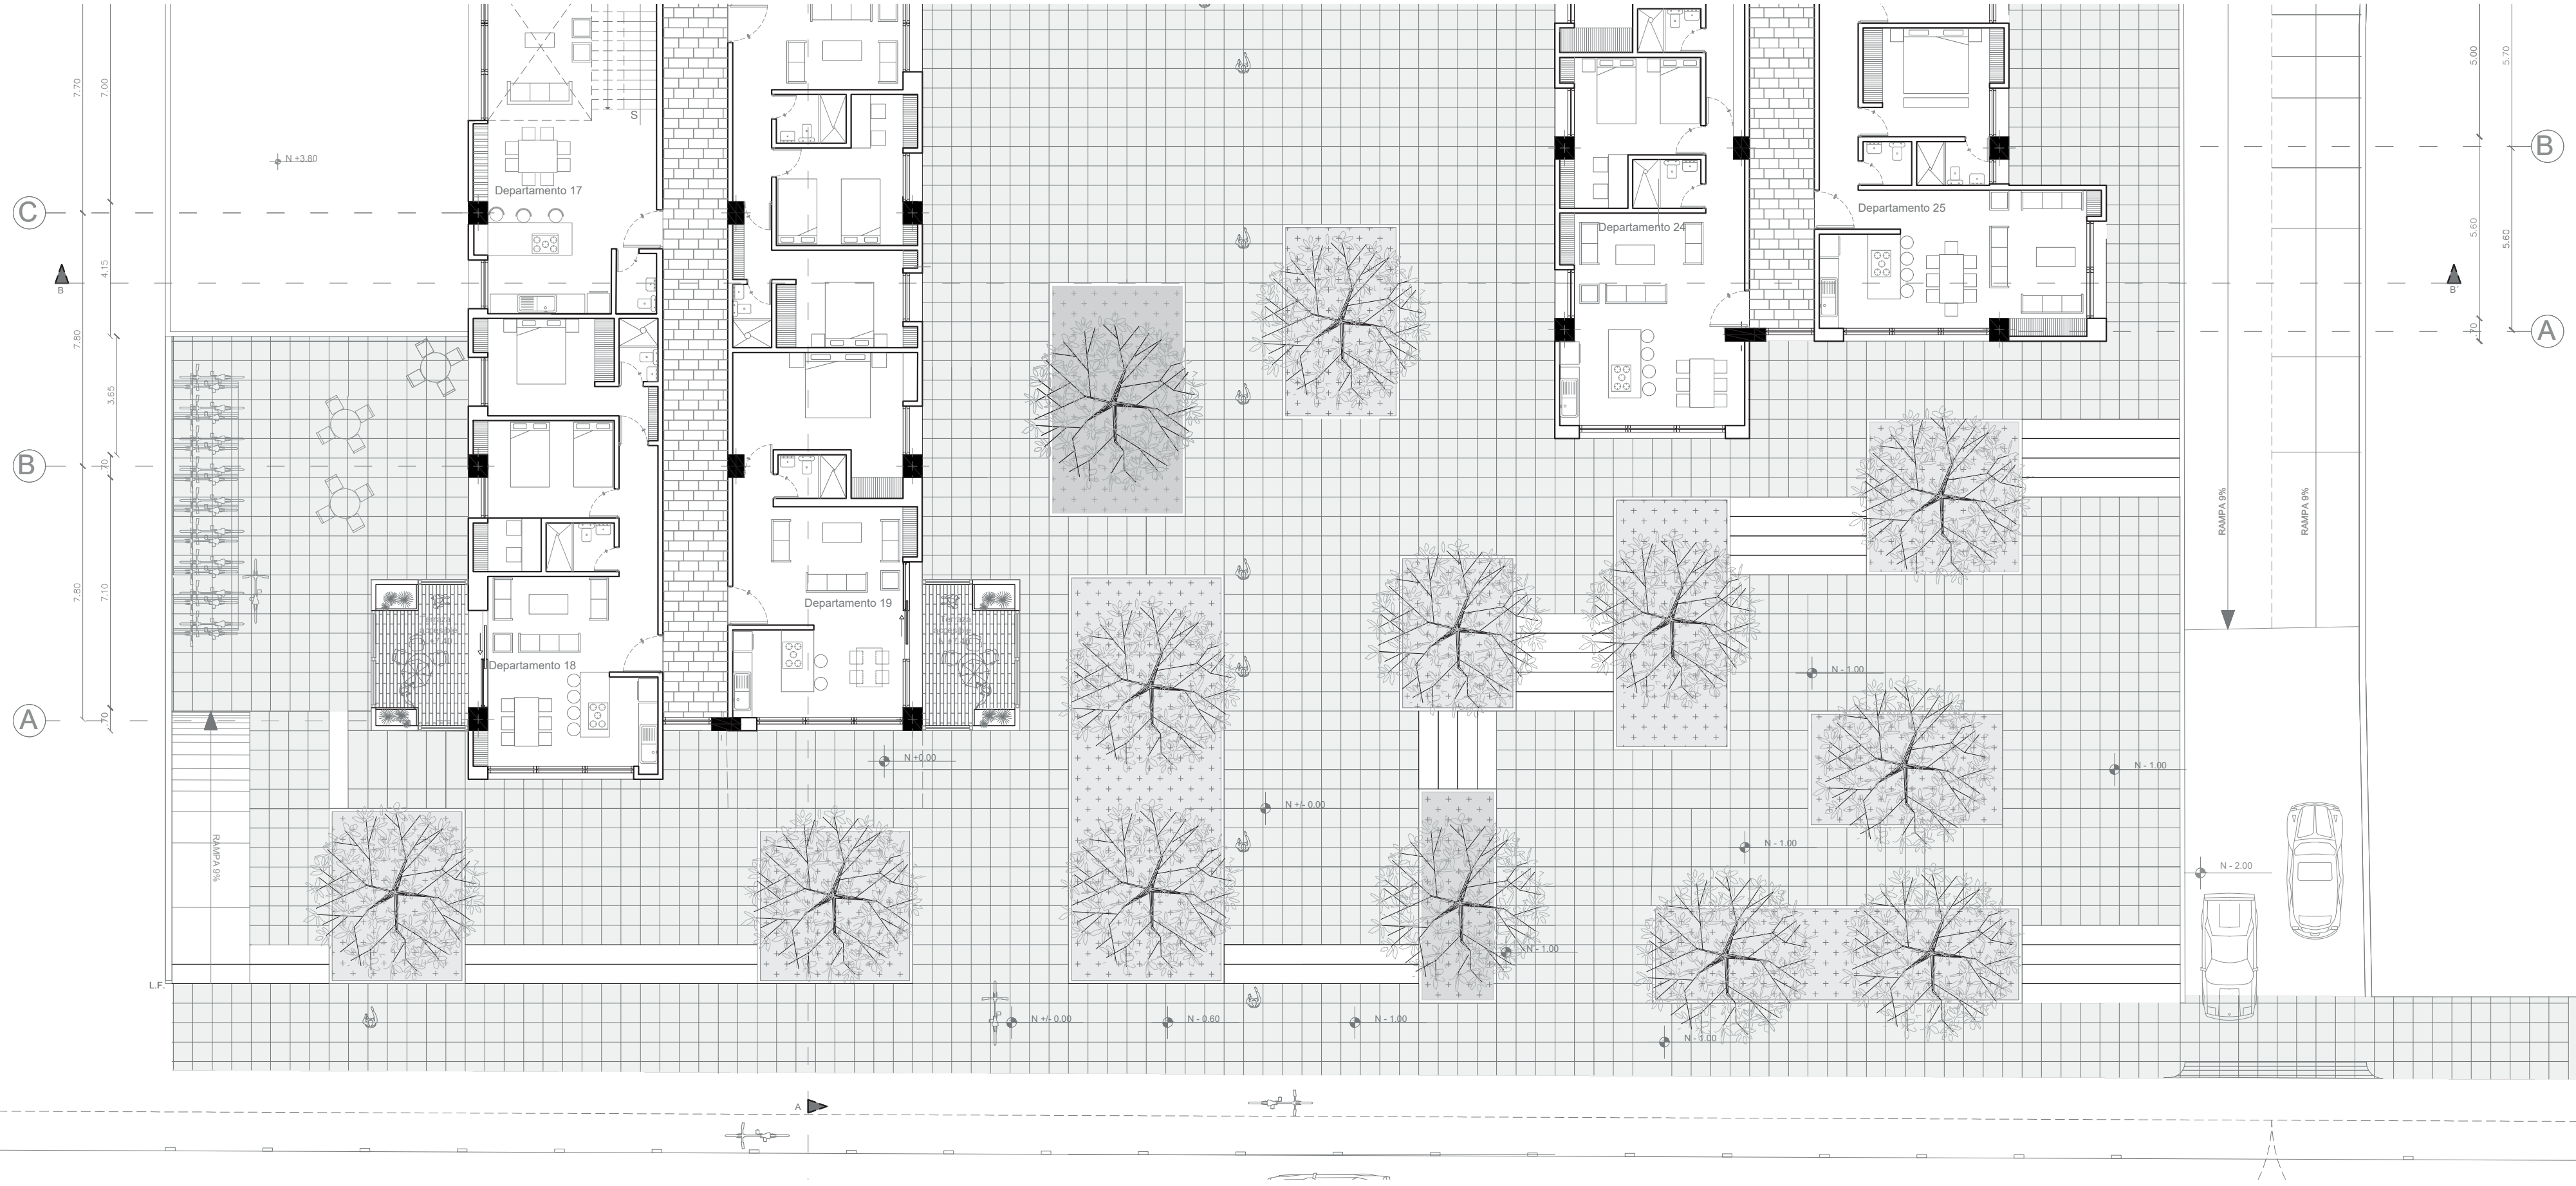 7.70
7.00
S
5.00
5.70
N +3.80
B
Departamento 17
C
Departamento 25
Departamento 24
5.60
5.60
4.15
B
B'
.70
A
7.80
3.65
B
.70
RAMPA 9%
RAMPA 9%
7.80
7.10
Departamento 19
Departamento 18
N - 1.00
A
.70
N +0.00
N - 1.00
N +/- 0.00
RAMPA 9%
N - 1.00
N - 2.00
N - 1.00
L.F.
N +/- 0.00
N - 0.60
N - 1.00
N - 1.00
A